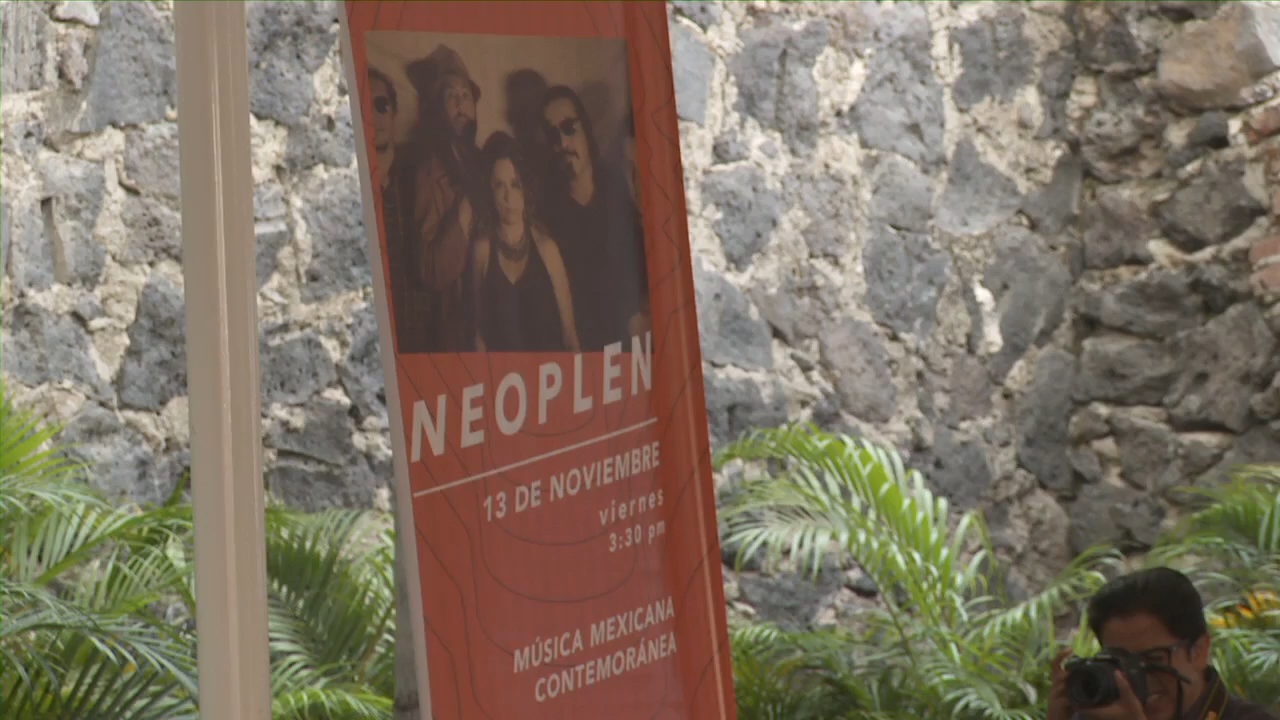 NEOPLEN
13 DE NOVIEMBRE
viernes
3:30 pm
MÚSICA MEXICANA
CONTEMORÁNEA